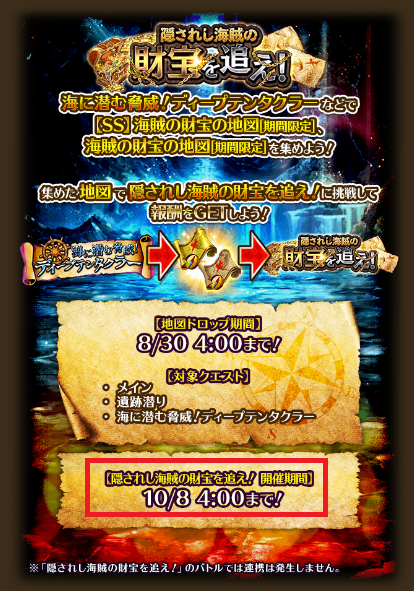 隠されし海賊の
財宝を追え!
海に潜む脅威!ディープテンタクラーなどで
【SS】海賊の財宝の地図[期間限定]、
海賊の財宝の地図[期間限定]を集めよう!
集めた地図で隠されし海賊の財宝を追え!に挑戦して
報酬をGETしよう!
海に潜む脅威!
ディープテンタクラー
隠されし海賊の
財宝を追え!
【地図ドロップ期間】
8/30 4:00まで!
【対象クエスト】
・ メイン
・ 遺跡潜り
・ 海に潜む脅威!ディープテンタクラー
【隠されし海賊の財宝を追え! 開催期間】
10/8 4:00まで!
※「隠されし海賊の財宝を追え!」のバトルでは連携は発生しません。